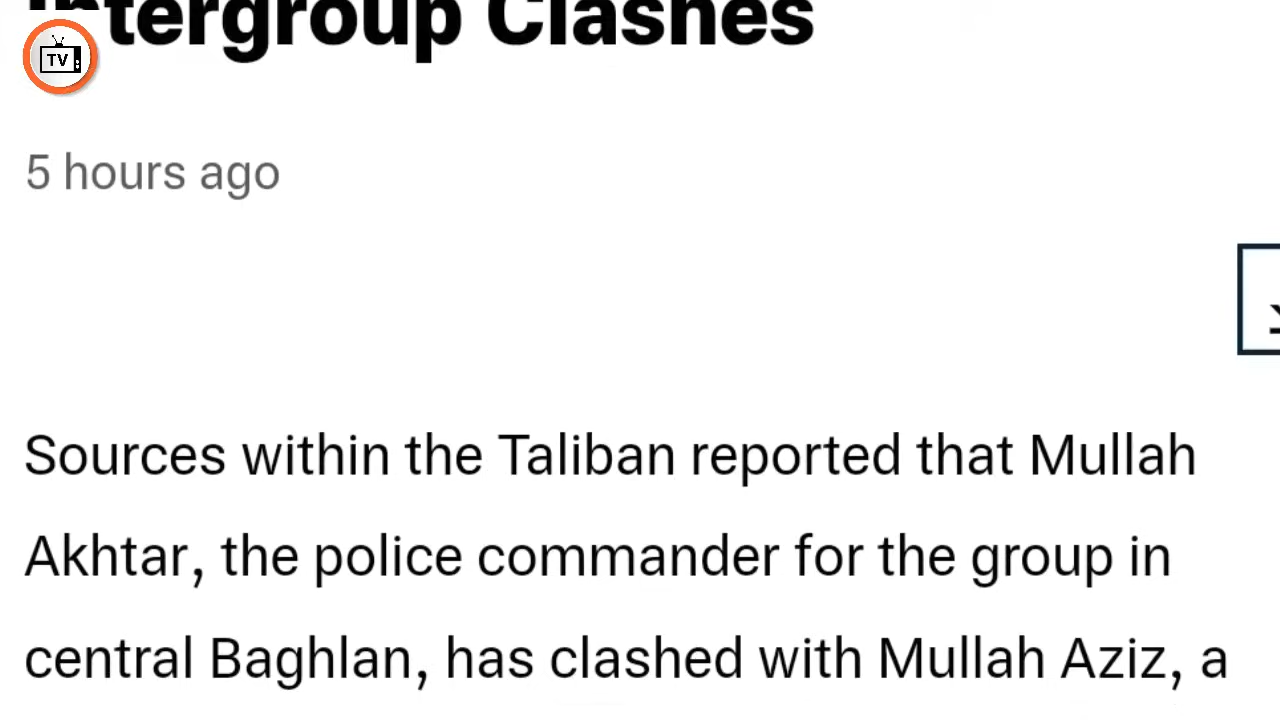 Intergroup Clashes
TV
5 hours ago
Sources within the Taliban reported that Mullah
Akhtar, the police commander for the group in
central Baghlan, has clashed with Mullah Aziz, a